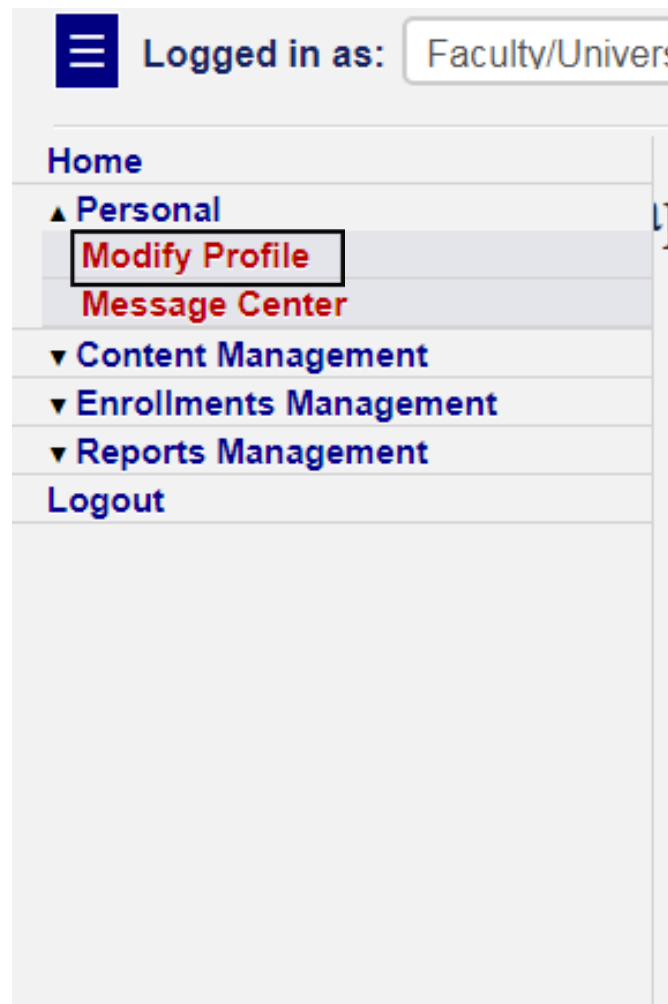 Logged in as: Faculty/Univers
Home
▲ Personal
Modify Profile
Message Center
▼ Content Management
▼ Enrollments Management
▼ Reports Management
Logout